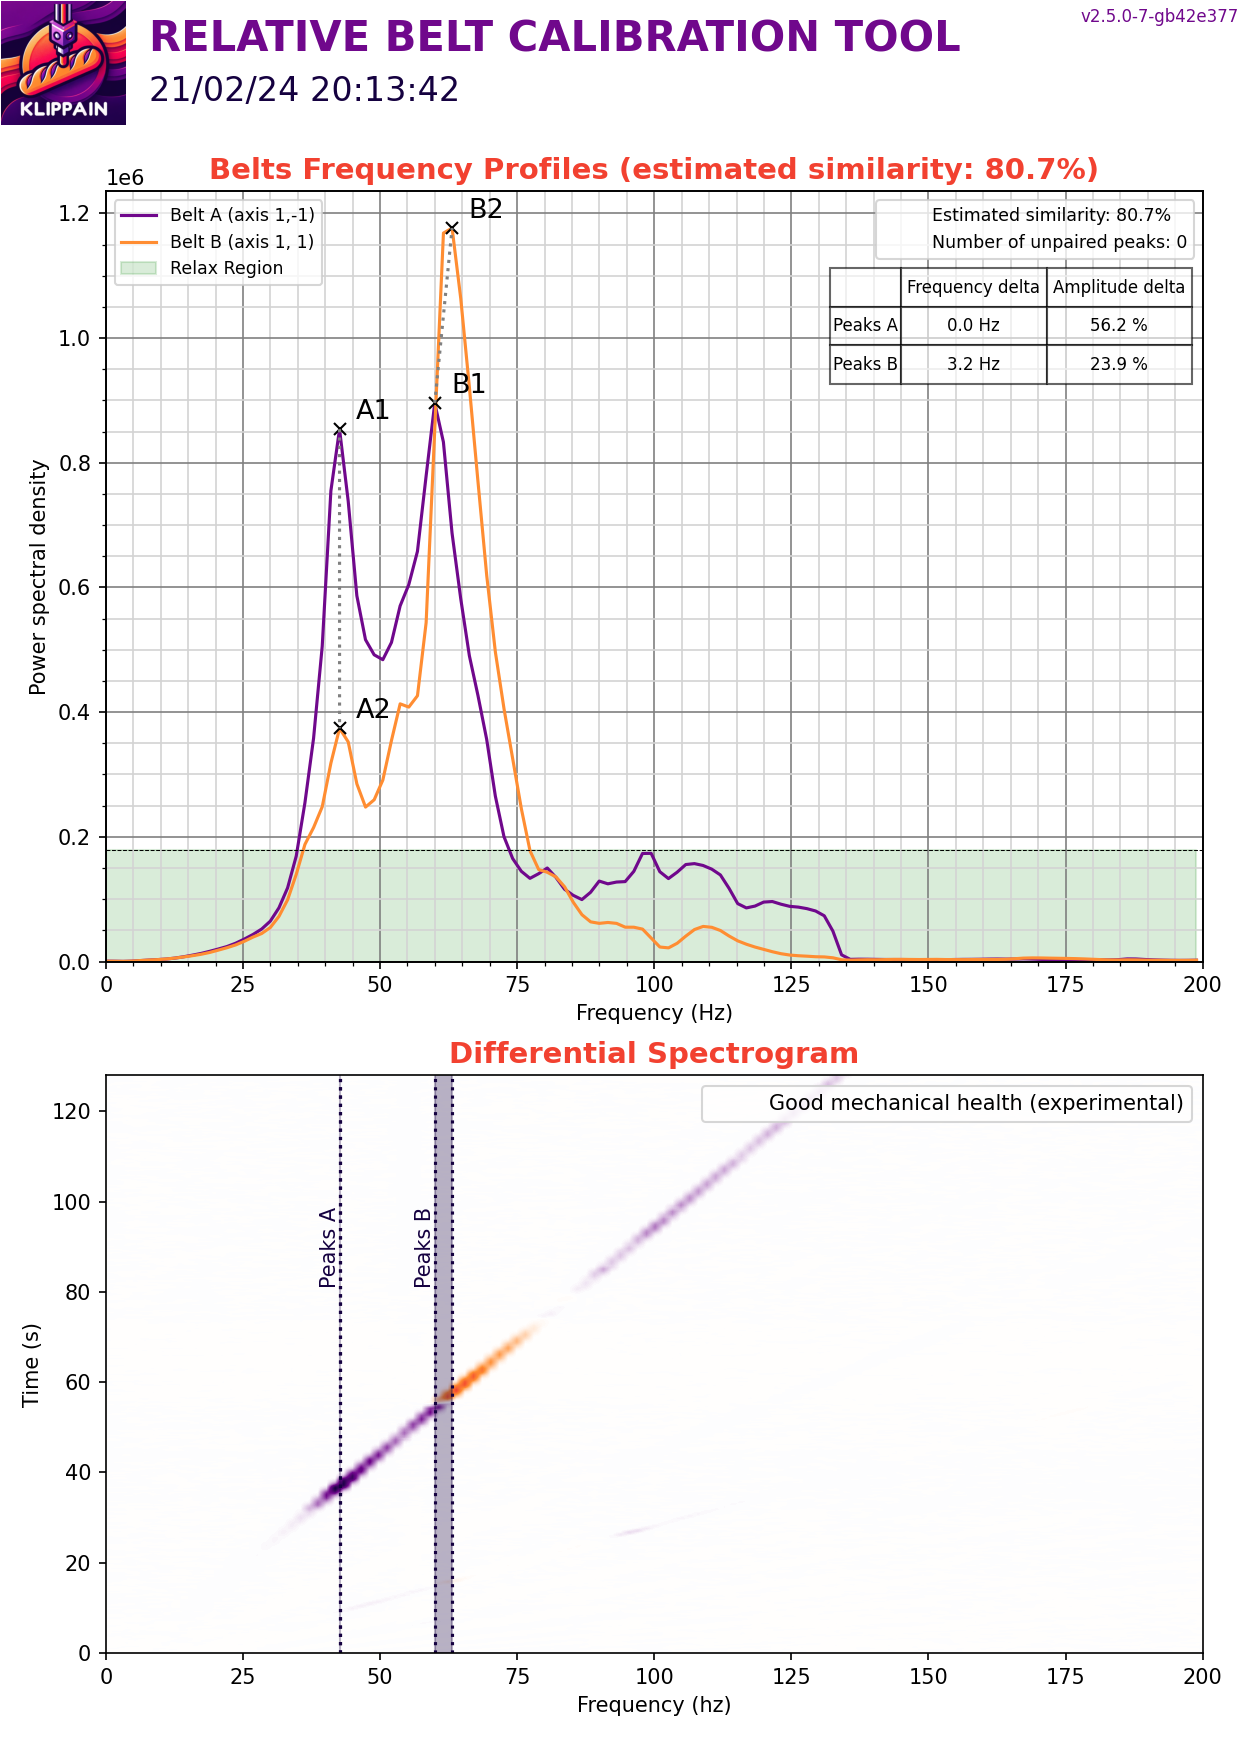 KLIPPAIN
RELATIVE BELT CALIBRATION TOOL
v2.5.0-7-gb42e377
21/02/24 20:13:42
Belts Frequency Profiles (estimated similarity: 80.7%)
1e6
Belt A (axis 1,-1)
Belt B (axis 1, 1)
Relax Region
Estimated similarity: 80.7%
Number of unpaired peaks: 0
Frequency delta Amplitude delta
Peaks A 0.0 Hz 56.2 %
Peaks B 3.2 Hz 23.9 %
B2
B1
A1
A2
Power spectral density
1.2
1.0
0.8
0.6
0.4
0.2
0.0
0 25 50 75 100 125 150 175 200
Frequency (Hz)
Differential Spectrogram
Good mechanical health (experimental)
Peaks A
Peaks B
Time (s)
120
100
80
60
40
20
0
0 25 50 75 100 125 150 175 200
Frequency (hz)